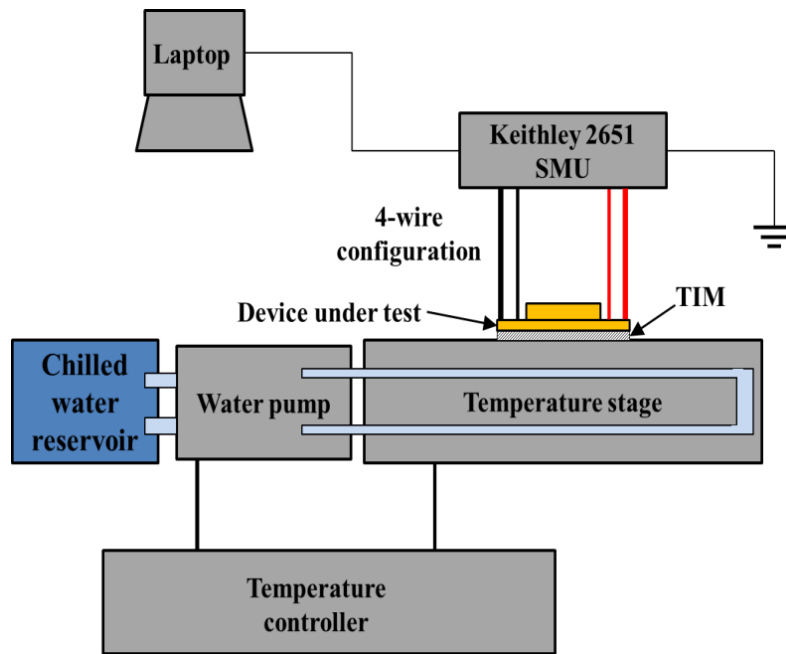 Laptop
Keithley 2651
SMU
4-wire
configuration
Device under test
TIM
Chilled
water
reservoir
Water pump
Temperature stage
Temperature
controller